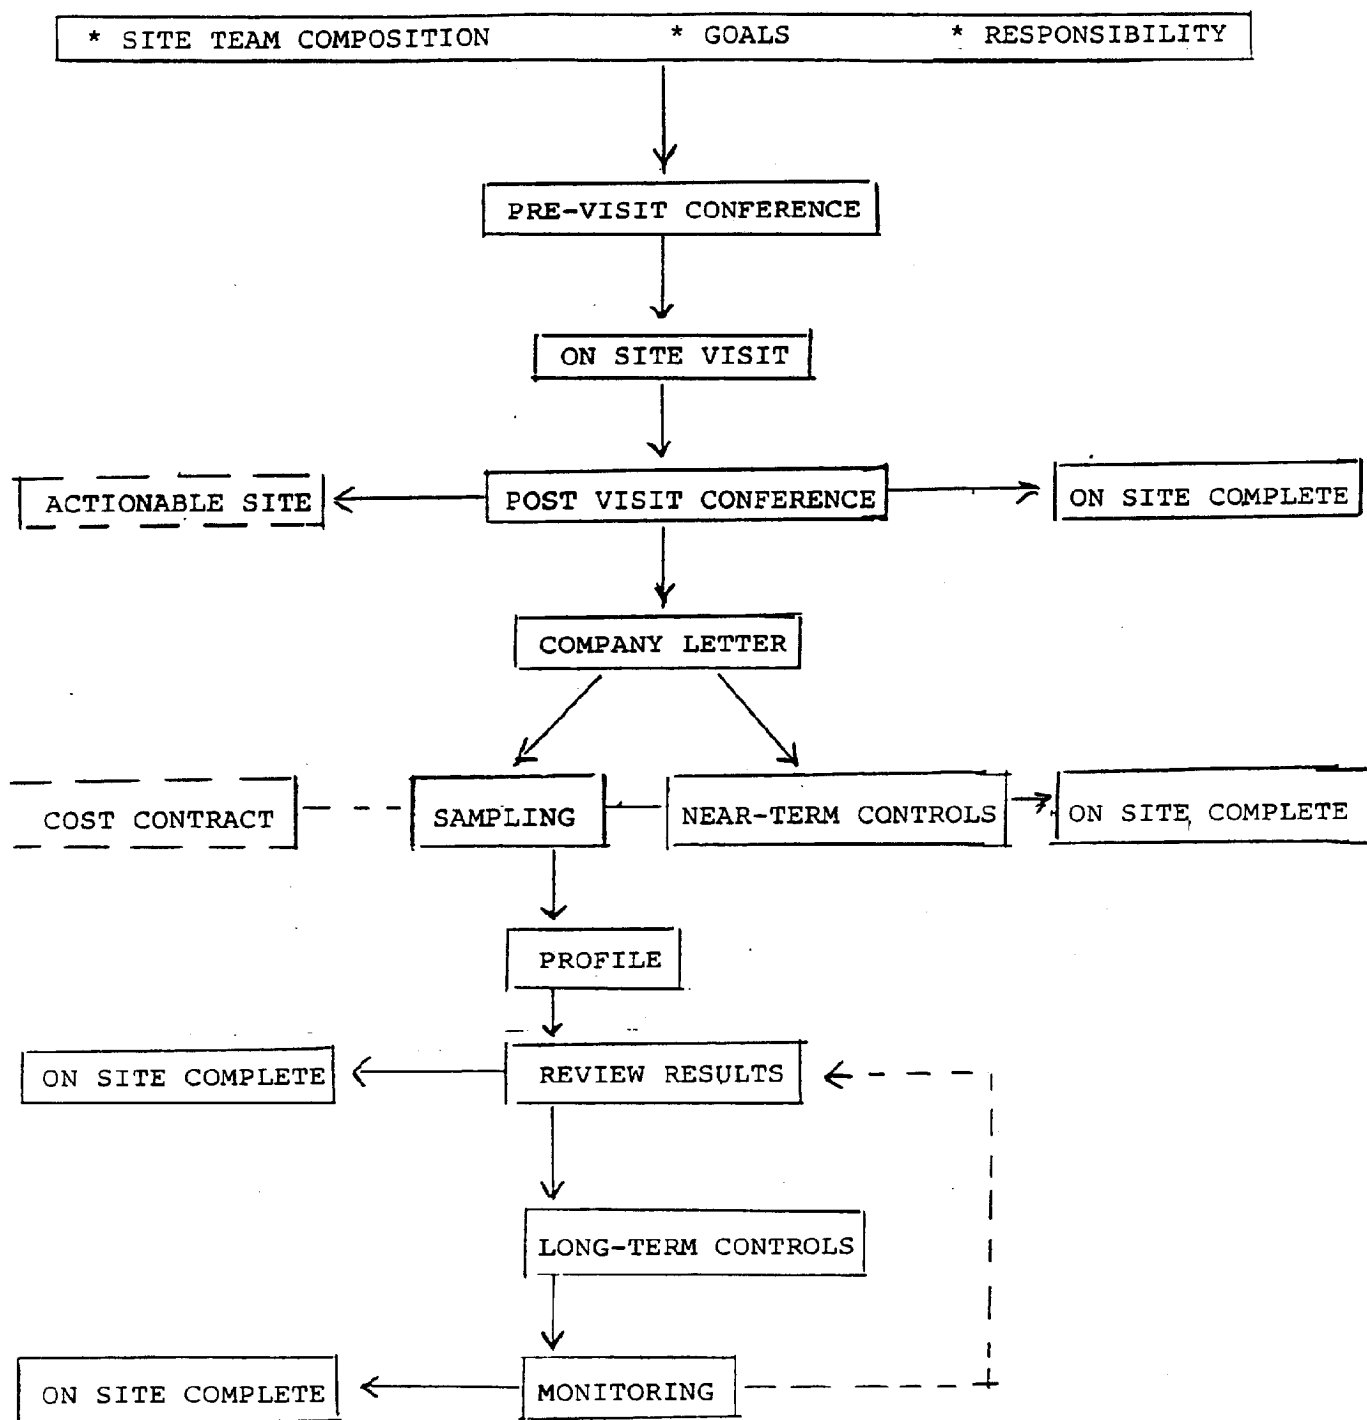 * SITE TEAM COMPOSITION * GOALS * RESPONSIBILITY
PRE-VISIT CONFERENCE
ON SITE VISIT
ACTIONABLE SITE
POST VISIT CONFERENCE
ON SITE COMPLETE
COMPANY LETTER
COST CONTRACT
SAMPLING
NEAR-TERM CONTROLS
ON SITE COMPLETE
PROFILE
ON SITE COMPLETE
REVIEW RESULTS
LONG-TERM CONTROLS
ON SITE COMPLETE
MONITORING